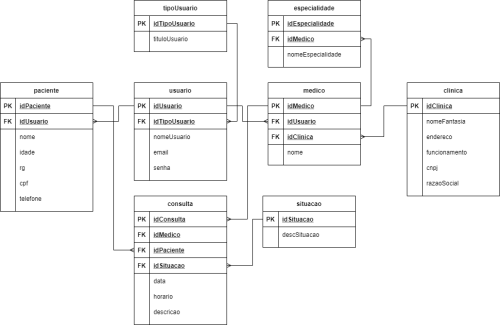 tipoUsuario
PK idTipoUsuario
tituloUsuario
especialidade
PK idEspecialidade
FK idMedico
nomeEspecialidade
paciente
PK idPaciente
FK idUsuario
nome
idade
rg
cpf
telefone
usuario
PK idUsuario
FK idTipoUsuario
nomeUsuario
email
senha
medico
PK idMedico
FK idUsuario
FK idClinica
nome
clinica
PK idClinica
nomeFantasia
endereco
funcionamento
cnpj
razaoSocial
consulta
PK idConsulta
FK idMedico
FK idPaciente
FK idSituacao
data
horario
descricao
situacao
PK idSituacao
descSituacao